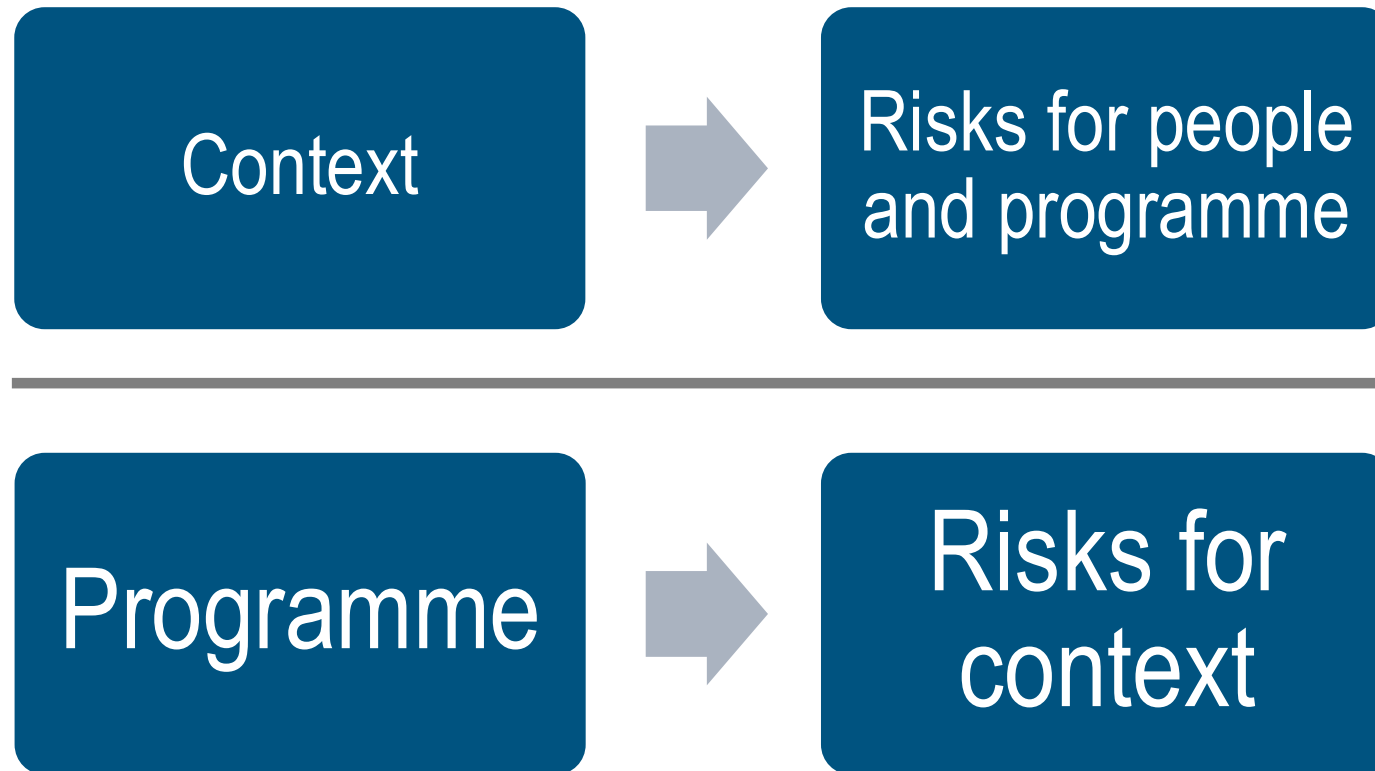 Context
Risks for people
and programme
Programme
Risks for
context